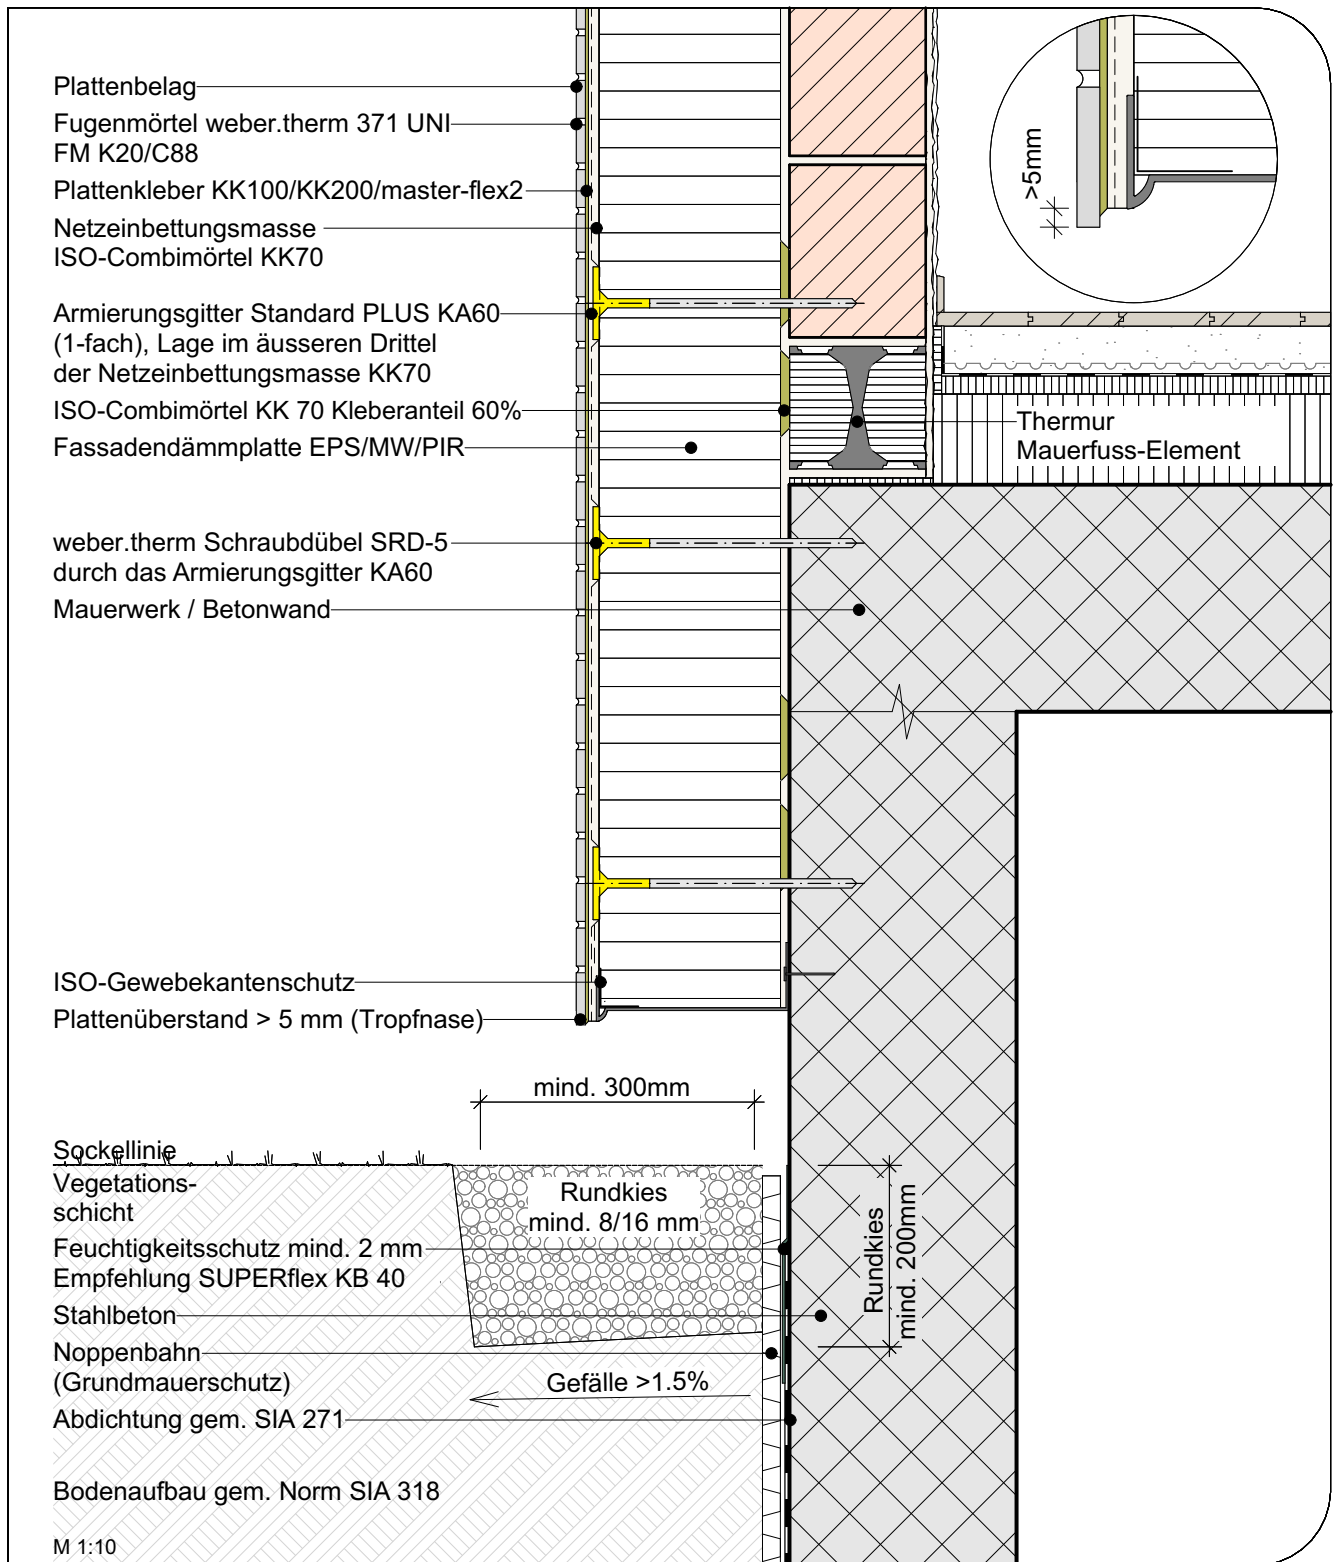 Plattenbelag
Fugenmörtel weber.therm 371 UNI
FM K20/C88
Plattenkleber KK100/KK200/master-flex2
Netzeinbettungsmasse
ISO-Combimörtel KK70
Armierungsgitter Standard PLUS KA60
(1-fach), Lage im äusseren Drittel
der Netzeinbettungsmasse KK70
ISO-Combimörtel KK 70 Kleberanteil 60%
Fassadendämmplatte EPS/MW/PIR
weber.therm Schraubdübel SRD-5
durch das Armierungsgitter KA60
Mauerwerk / Betonwand
>5mm
Thermur
Mauerfuss-Element
ISO-Gewebekantenschutz
Plattenüberstand > 5 mm (Tropfnase)
mind. 300mm
Sockellinie
Vegetations-
schicht
Rundkies
mind. 8/16 mm
Rundkies
mind. 200mm
Feuchtigkeitsschutz mind. 2 mm
Empfehlung SUPERflex KB 40
Stahlbeton
Noppenbahn
(Grundmauerschutz)
Gefälle >1.5%
Abdichtung gem. SIA 271
Bodenaufbau gem. Norm SIA 318
M 1:10